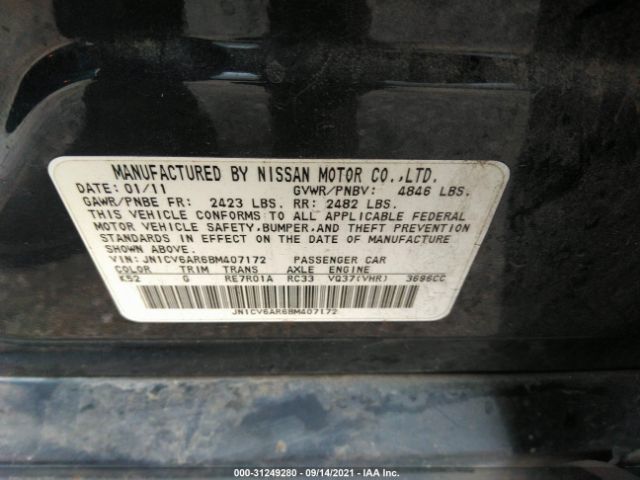 MANUFACTURED BY NISSAN MOTOR CO.,LTD.
DATE: 01/11 GVWR/PNBV: 4846 LBS.
GAWR/PNBE FR: 2423 LBS. RR: 2482 LBS.
THIS VEHICLE CONFORMS TO ALL APPLICABLE FEDERAL
MOTOR VEHICLE SAFETY, BUMPER, AND THEFT PREVENTION
STANDARDS IN EFFECT ON THE DATE OF MANUFACTURE
SHOWN ABOVE.
VIN: JN1CV6AR6BM407172 PASSENGER CAR
COLOR TRIM TRANS AXLE ENGINE
K52 G RE7R01A RC33 VQ37(VHR) 3696CC
JN1CV6AR6BM407172
000-31249280 - 09/14/2021 - IAA Inc.